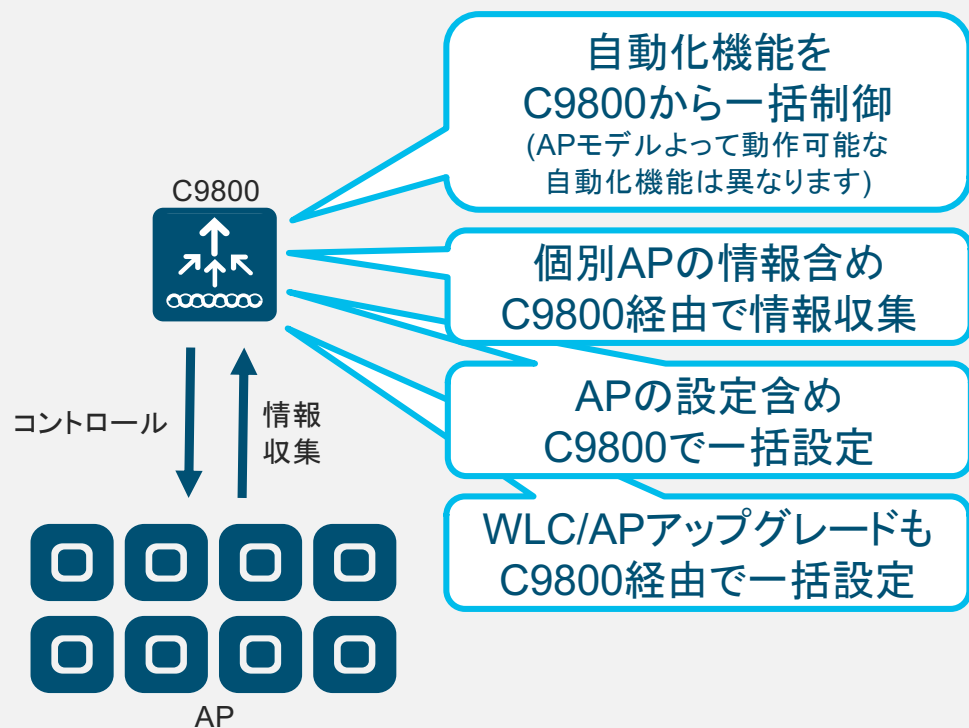 自動化機能を
C9800から一括制御
(APモデルよって動作可能な
自動化機能は異なります)
C9800
個別APの情報含め
C9800経由で情報収集
APの設定含め
C9800で一括設定
コントロール
情報
収集
WLC/APアップグレードも
C9800経由で一括設定
AP